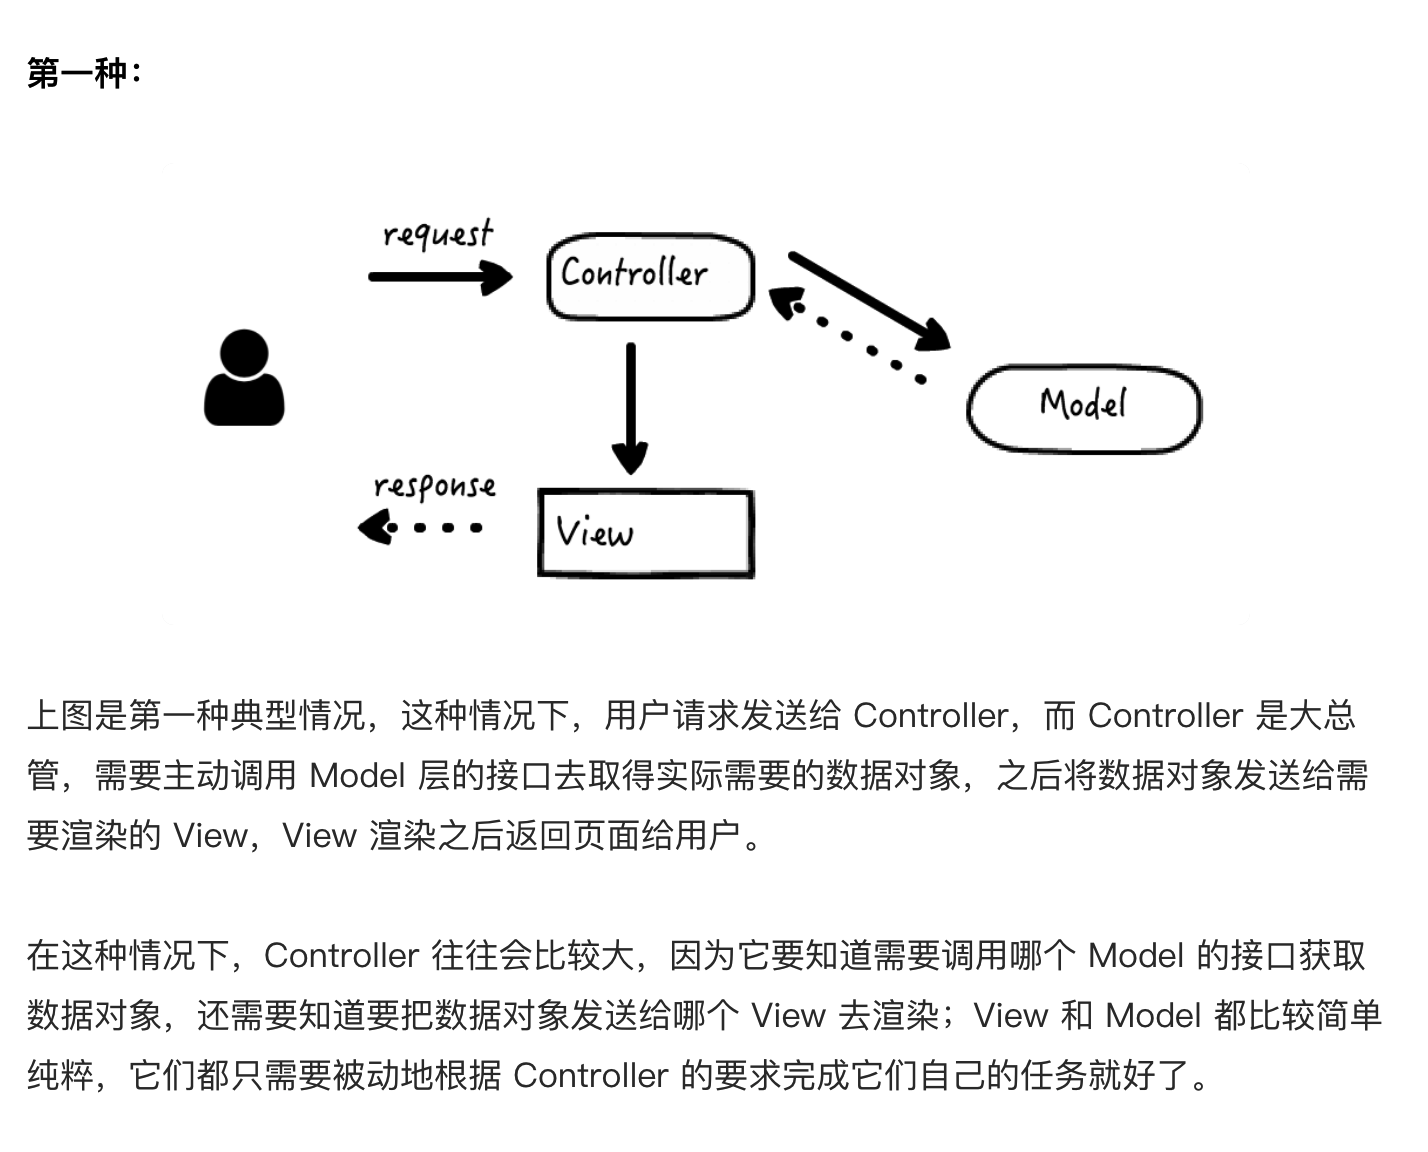 第一种：
request
Controller
Model
response
View
上图是第一种典型情况，这种情况下，用户请求发送给 Controller，而 Controller 是大总
管，需要主动调用 Model 层的接口去取得实际需要的数据对象，之后将数据对象发送给需
要渲染的 View，View 渲染之后返回页面给用户。
在这种情况下，Controller 往往会比较大，因为它要知道需要调用哪个 Model 的接口获取
数据对象，还需要知道要把数据对象发送给哪个 View 去渲染；View 和 Model 都比较简单
纯粹，它们都只需要被动地根据 Controller 的要求完成它们自己的任务就好了。